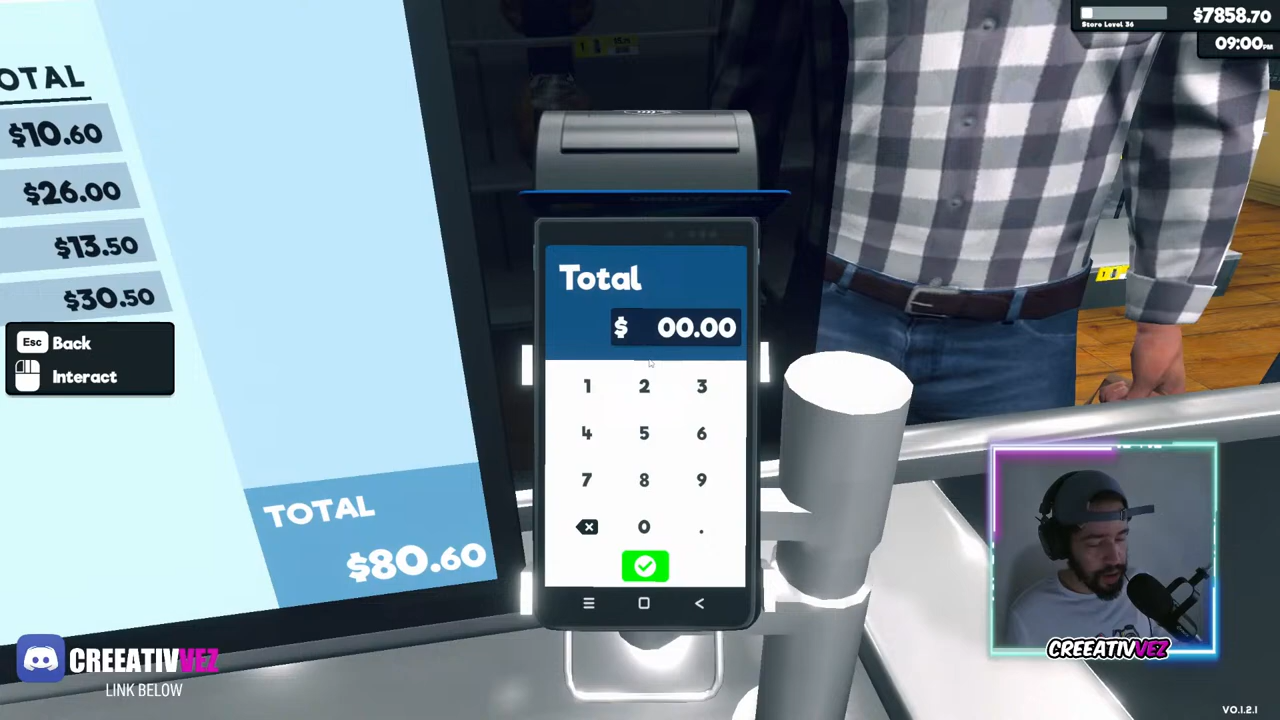 OTAL
$10.60
$26.00
$13.50
$30.50
Esc Back
Interact
TOTAL
$80.60
Total
$ 00.00
1 2 3
4 5 6
7 8 9
0 .
Store Level 36
$7858.70
09:00PM
CREEATIVVEZ
LINK BELOW
CREEATIVVEZ
V0.1.2.1